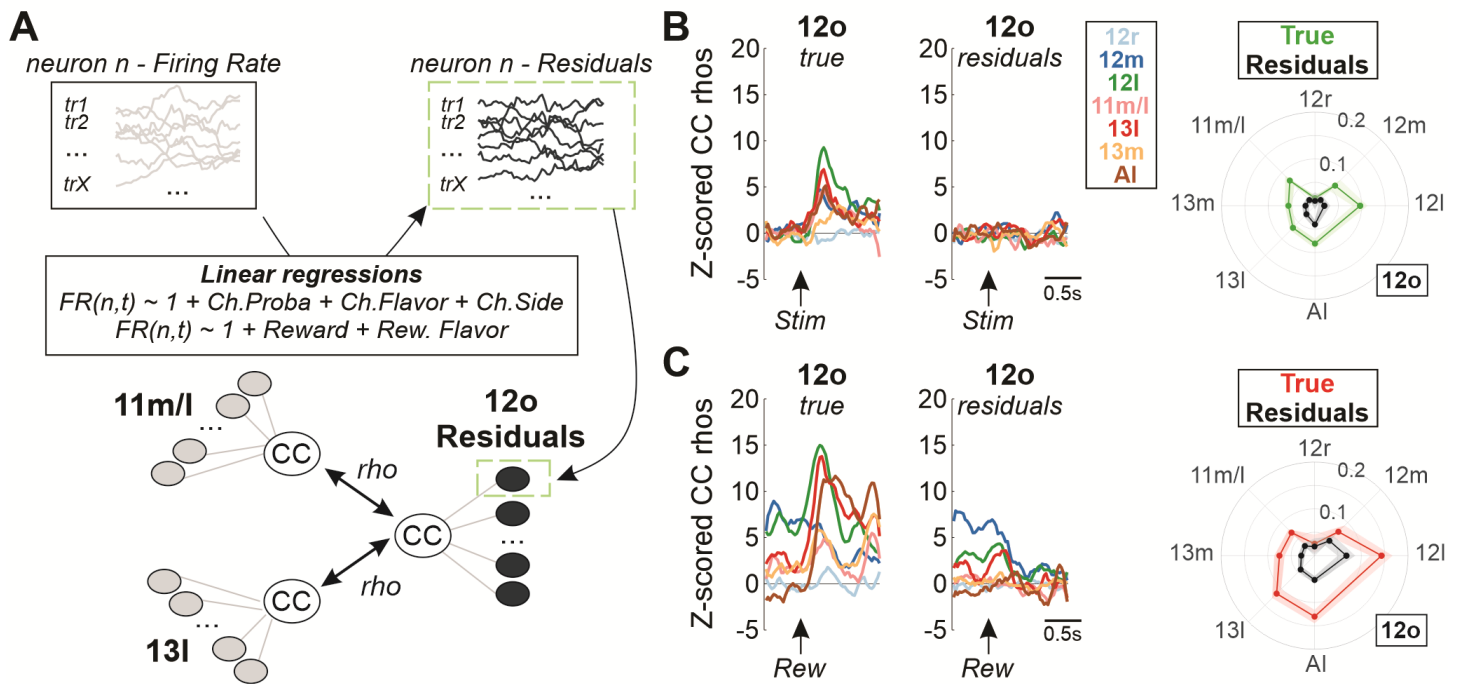 A
neuron n - Firing Rate
tr1
tr2
...
trX
...
neuron n - Residuals
tr1
tr2
...
trX
...
Linear regressions
FR(n,t) ~ 1 + Ch.Proba + Ch.Flavor + Ch.Side
FR(n,t) ~ 1 + Reward + Rew. Flavor
11m/l
...
CC
rho
12o
Residuals
...
CC
rho
CC
...
13l
B
12o
true
Z-scored CC rhos
20
15
10
5
0
-5
Stim
12o
residuals
20
15
10
5
0
-5
Stim
0.5s
12r
12m
12l
11m/l
13l
13m
AI
True
Residuals
12r
0.2
11m/l
12m
0.1
13m
12l
13l
12o
AI
C
12o
true
Z-scored CC rhos
20
15
10
5
0
-5
Rew
12o
residuals
20
15
10
5
0
-5
Rew
0.5s
True
Residuals
12r
0.2
11m/l
12m
0.1
13m
12l
13l
12o
AI